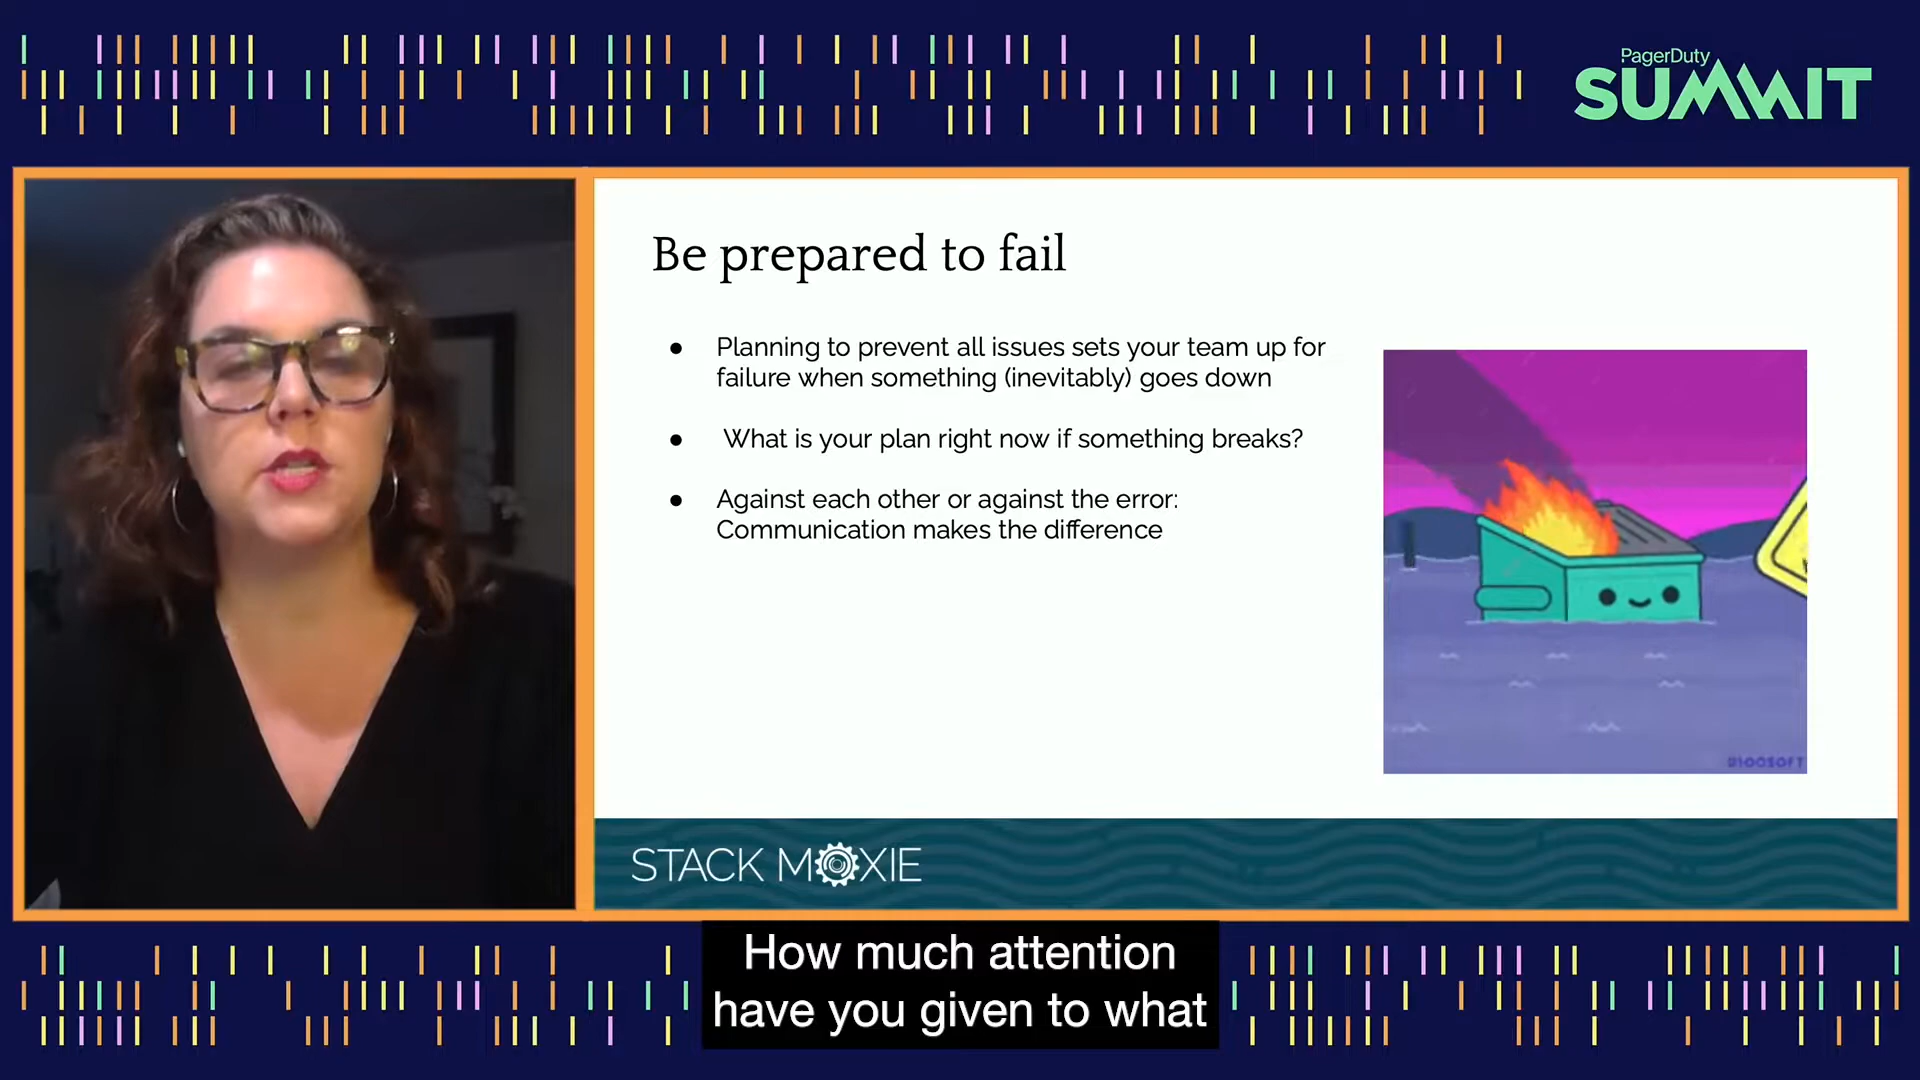 PagerDuty
SUMMIT
Be prepared to fail
● Planning to prevent all issues sets your team up for
failure when something (inevitably) goes down
● What is your plan right now if something breaks?
● Against each other or against the error:
Communication makes the difference
100SOFT
STACK MOXIE
How much attention
have you given to what